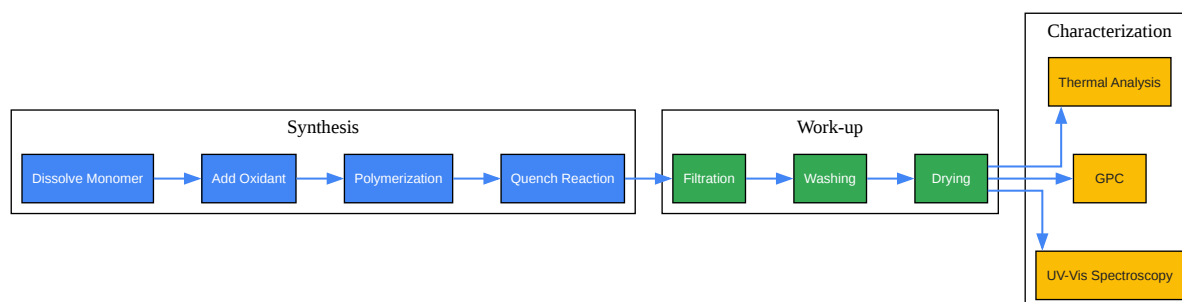 Characterization
Thermal Analysis
Synthesis
Work-up
Dissolve Monomer
Add Oxidant
Polymerization
Quench Reaction
Filtration
Washing
Drying
GPC
UV-Vis Spectroscopy